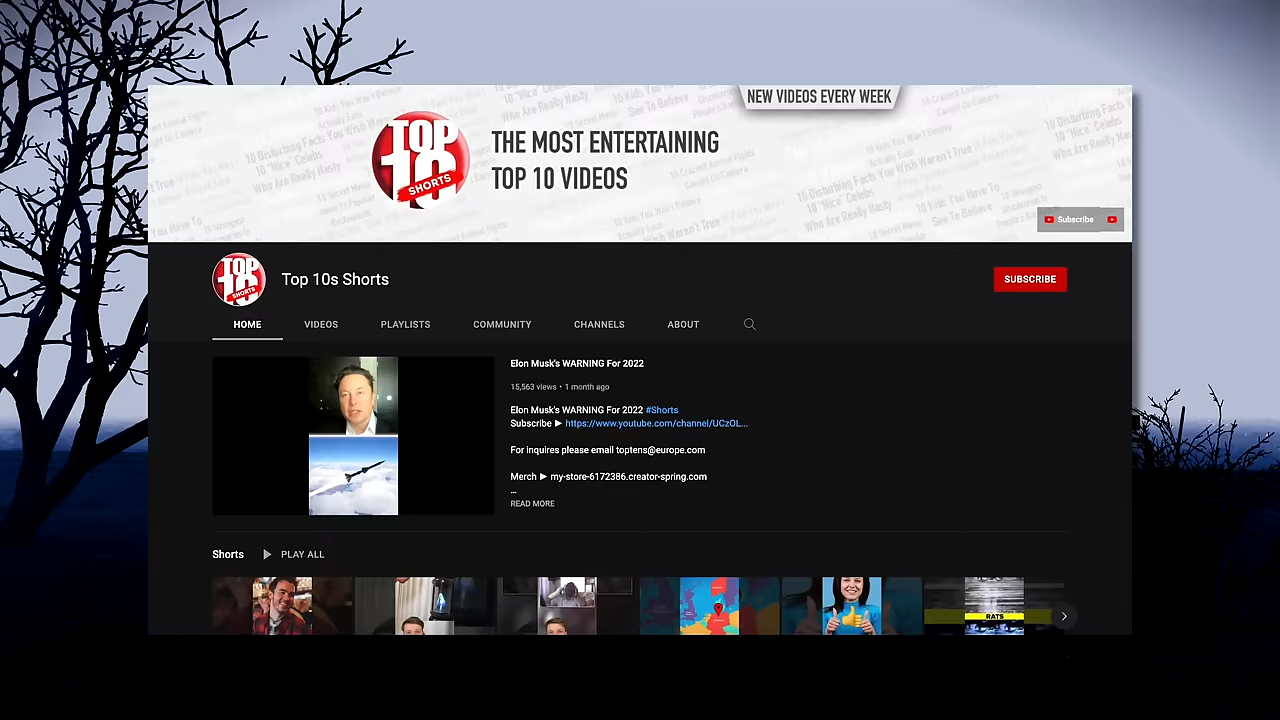 NEW VIDEOS EVERY WEEK
TOP
10
SHORTS
THE MOST ENTERTAINING
TOP 10 VIDEOS
Subscribe
TOP
10
SHORTS
Top 10s Shorts
SUBSCRIBE
HOME VIDEOS PLAYLISTS COMMUNITY CHANNELS ABOUT
Elon Musk's WARNING For 2022
15,563 views • 1 month ago
Elon Musk's WARNING For 2022 #Shorts
Subscribe ► https://www.youtube.com/channel/UCzOL...
For inquires please email toptens@europe.com
Merch ► my-store-6172386.creator-spring.com
...
READ MORE
Shorts PLAY ALL
RATS